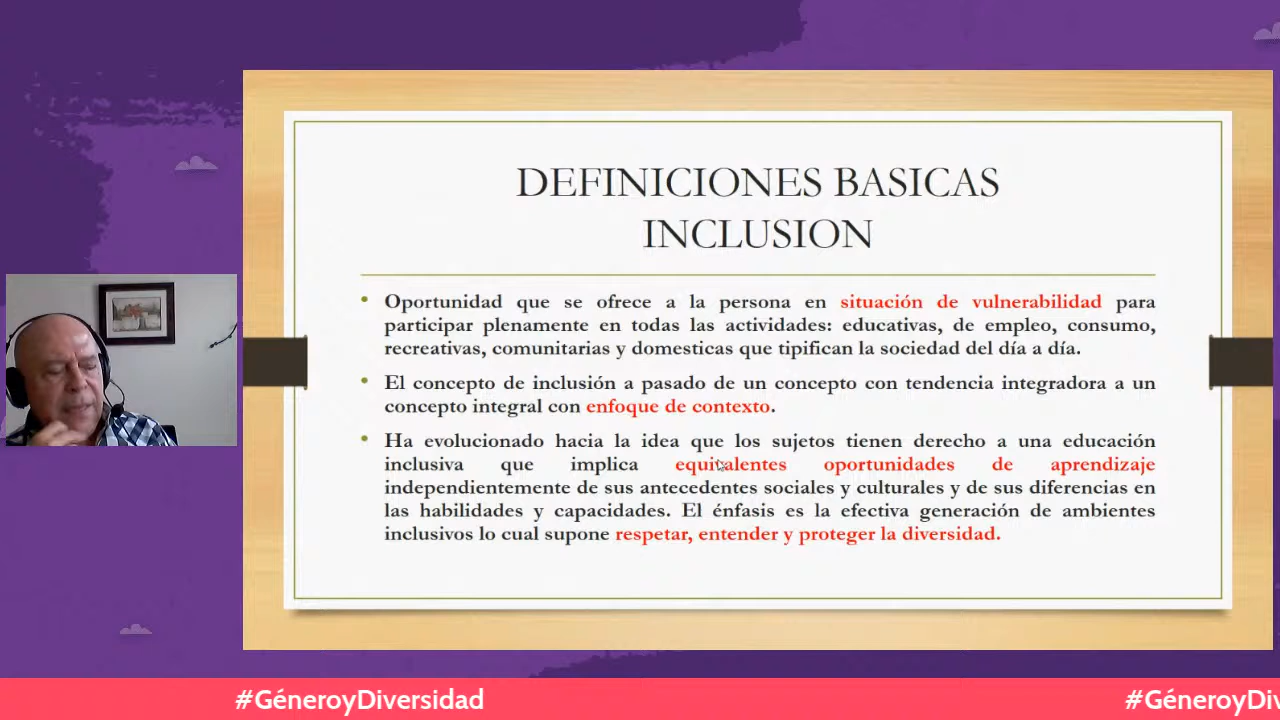 DEFINICIONES BASICAS
INCLUSION
• Oportunidad que se ofrece a la persona en situación de vulnerabilidad para
participar plenamente en todas las actividades: educativas, de empleo, consumo,
recreativas, comunitarias y domesticas que tipifican la sociedad del día a día.
• El concepto de inclusión a pasado de un concepto con tendencia integradora a un
concepto integral con enfoque de contexto.
• Ha evolucionado hacia la idea que los sujetos tienen derecho a una educación
inclusiva que implica equivalentes oportunidades de aprendizaje
independientemente de sus antecedentes sociales y culturales y de sus diferencias en
las habilidades y capacidades. El énfasis es la efectiva generación de ambientes
inclusivos lo cual supone respetar, entender y proteger la diversidad.
#GéneroyDiversidad #GéneroyDiv